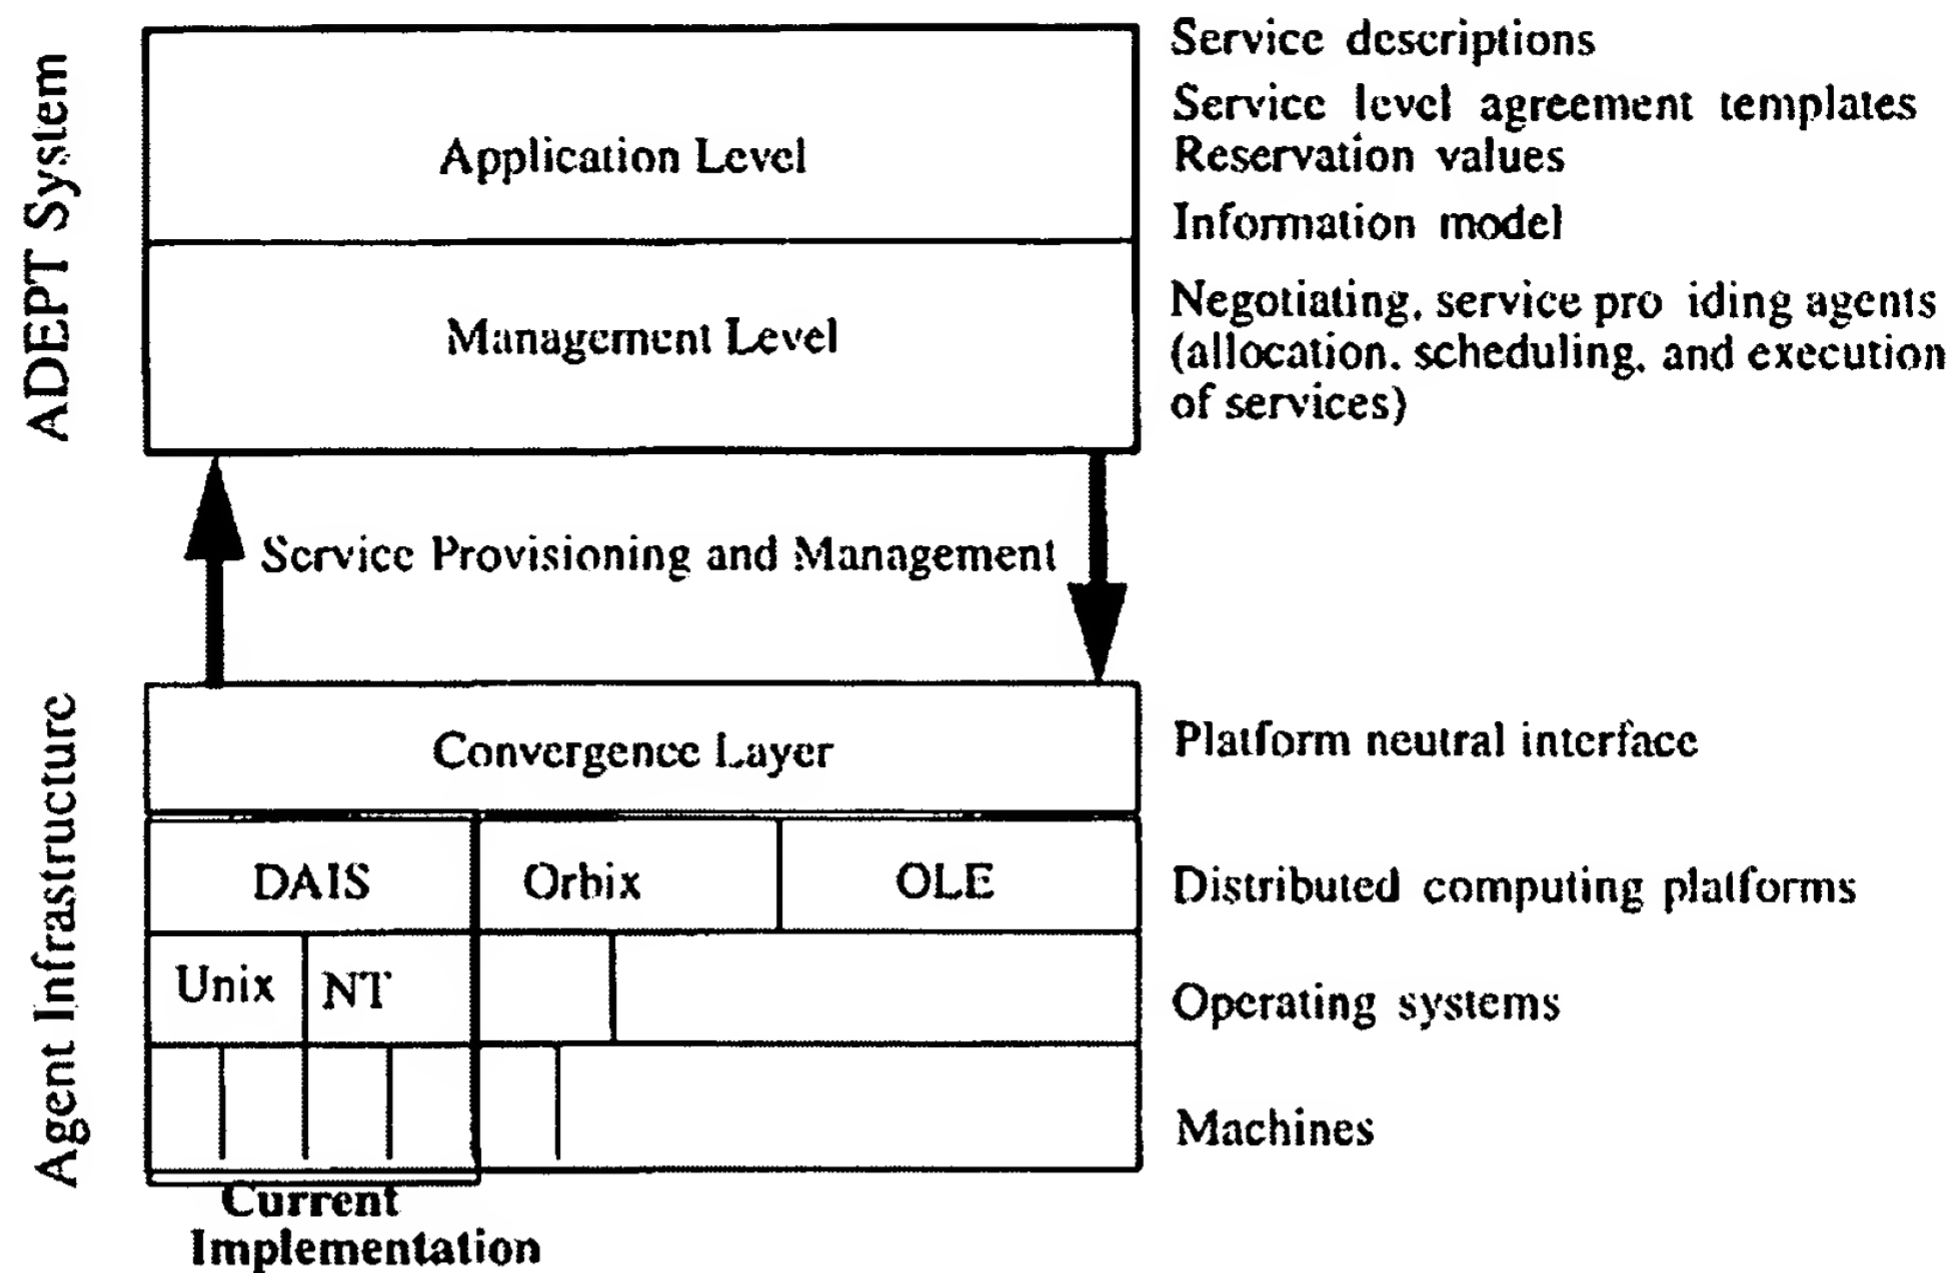 ADEPT System
Application Level
Management Level
Service descriptions
Service level agreement templates
Reservation values
Information model
Negotiating, service pro iding agents
(allocation, scheduling, and execution
of services)
Service Provisioning and Management
Agent Infrastructure
Convergence Layer
Platform neutral interface
DAIS
Orbix
OLE
Distributed computing platforms
Unix
NT
Operating systems
Machines
Current
Implementation